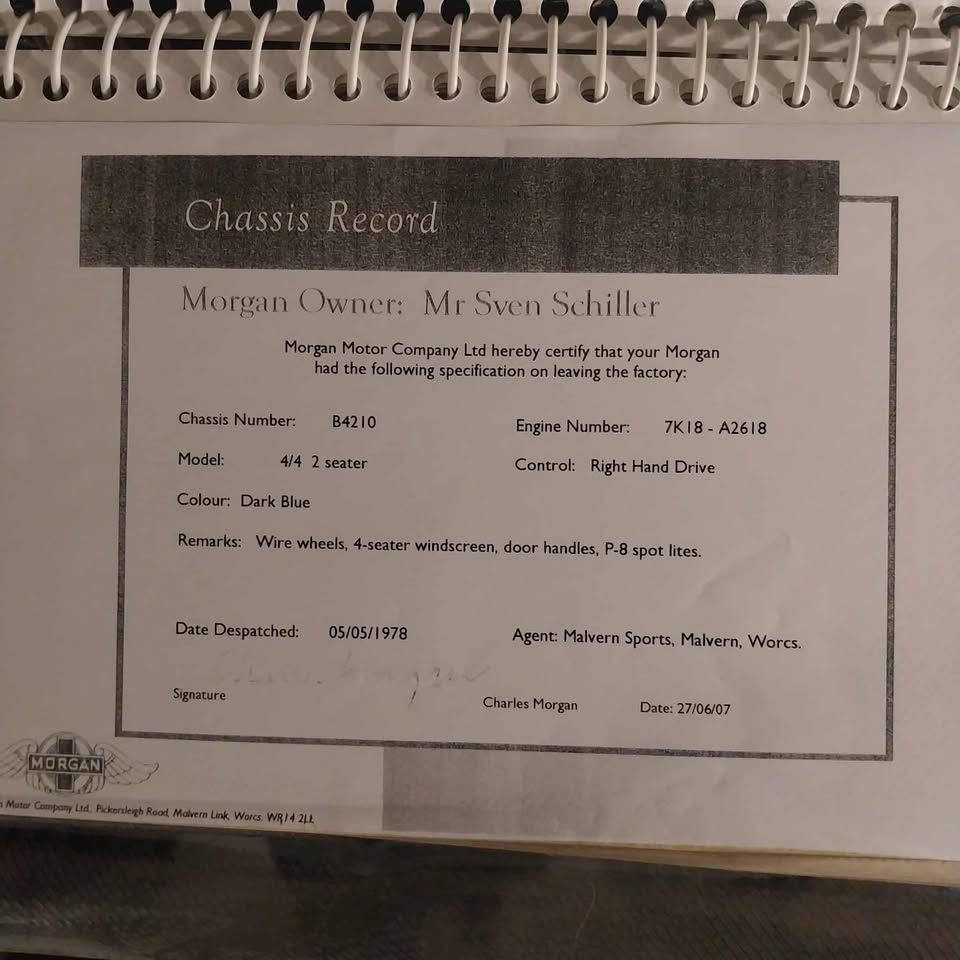 Chassis Record
Morgan Owner: Mr Sven Schiller
Morgan Motor Company Ltd hereby certify that your Morgan
had the following specification on leaving the factory:
Chassis Number: B4210
Engine Number: 7K18 - A2618
Model: 4/4 2 seater
Control: Right Hand Drive
Colour: Dark Blue
Remarks: Wire wheels, 4-seater windscreen, door handles, P-8 spot lites.
Date Despatched: 05/05/1978
Agent: Malvern Sports, Malvern, Worcs.
Signature
Charles Morgan
Date: 27/06/07
MORGAN
Motor Company Ltd., Pickersleigh Road, Malvern Link, Worcs. WR14 2LL